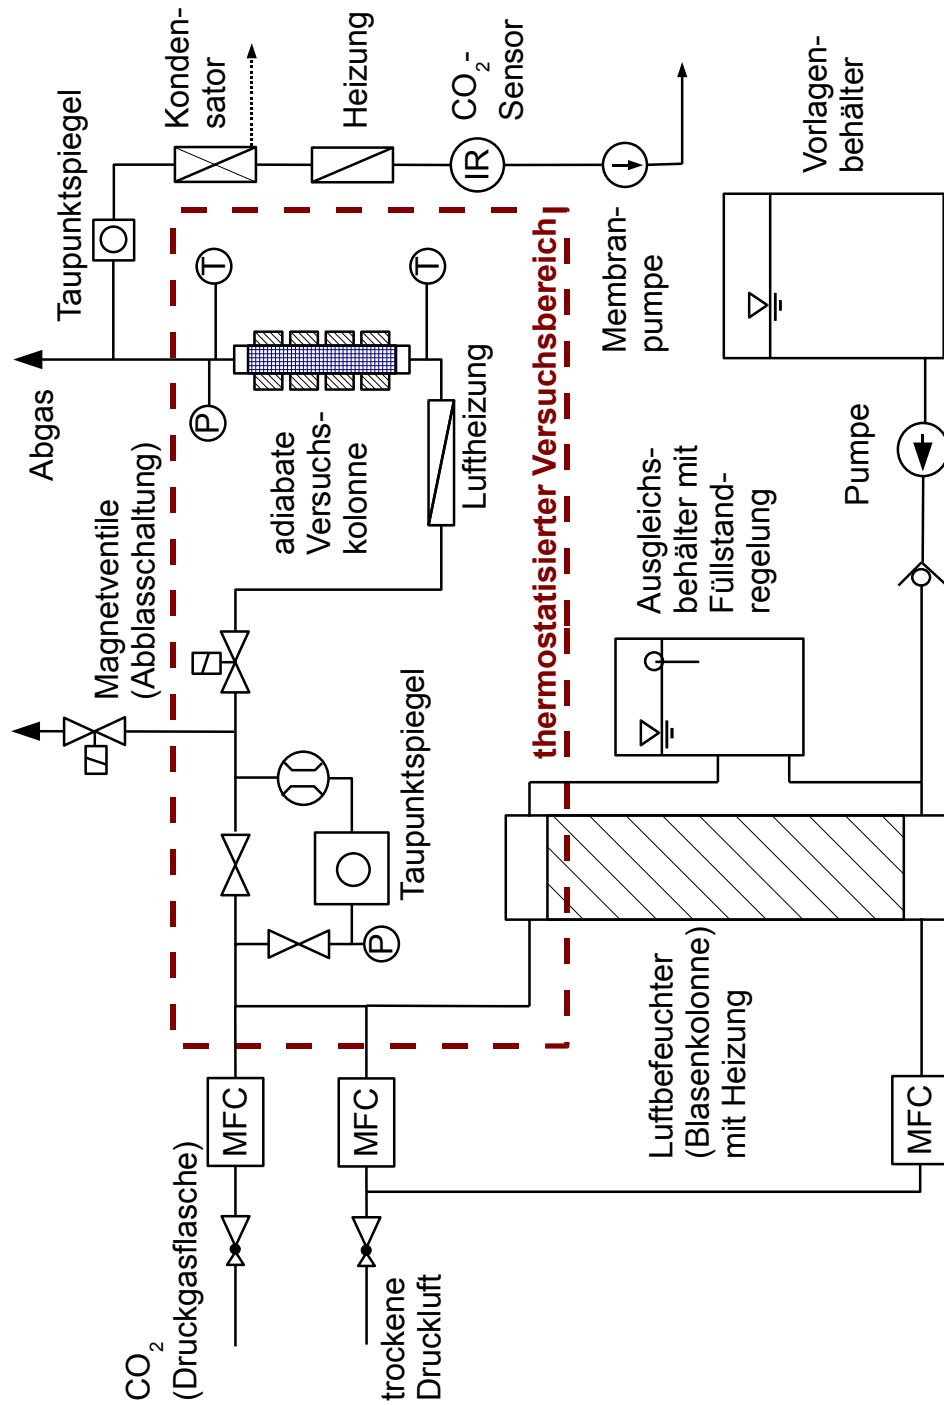 Abgas
Taupunktspiegel
Konden-
sator
Heizung
CO2-
Sensor
IR
Membran-
pumpe
Magnetventile
(Abblasschaltung)
T
T
P
adiabate
Versuchs-
kolonne
Luftheizung
thermostatisierter Versuchsbereich
Taupunktspiegel
P
CO2
(Druckgasflasche)
MFC
trockene
Druckluft
MFC
MFC
Luftbefeuchter
(Blasenkolonne)
mit Heizung
Ausgleichs-
behälter mit
Füllstand-
regelung
Pumpe
Vorlagen-
behälter